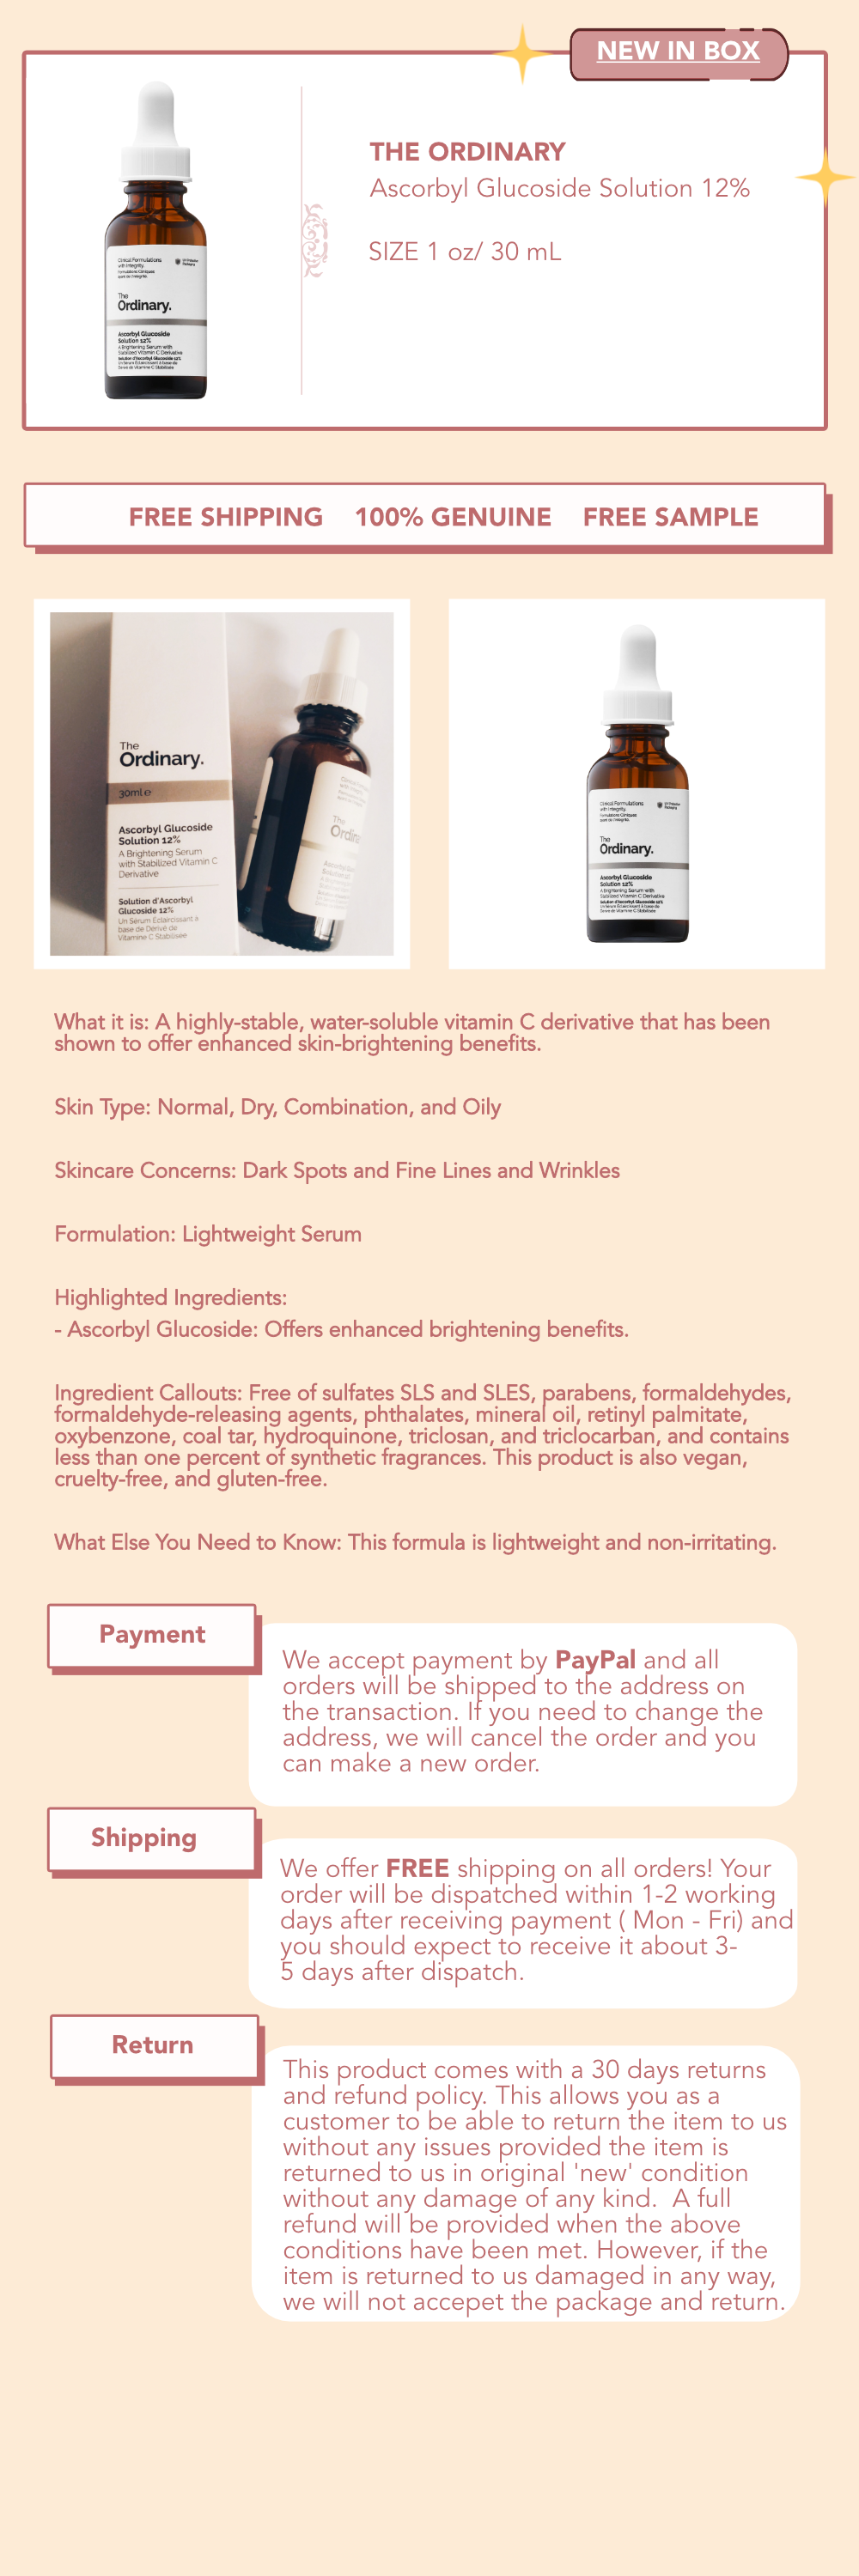 NEW IN BOX
THE ORDINARY
Ascorbyl Glucoside Solution 12%
SIZE 1 oz/ 30 mL
Clinical Formulations
with Integrity.
The
Ordinary.
Ascorbyl Glucoside
Solution 12%
A Brightening Serum with
Stabilized Vitamin C Derivative
FREE SHIPPING 100% GENUINE FREE SAMPLE
The
Ordinary.
30ml e
Ascorbyl Glucoside
Solution 12%
A Brightening Serum
with Stabilized Vitamin C
Derivative
Solution d'Ascorbyl
Glucoside 12%
Un Sérum Éclaircissant à
base de Dérivé de
Vitamine C Stabilisée
The
Clinical Formulations
with Integrity.
The
Ordinary.
Ascorbyl Glucoside
Solution 12%
A Brightening Serum with
Stabilized Vitamin C Derivative
What it is: A highly-stable, water-soluble vitamin C derivative that has been
shown to offer enhanced skin-brightening benefits.
Skin Type: Normal, Dry, Combination, and Oily
Skincare Concerns: Dark Spots and Fine Lines and Wrinkles
Formulation: Lightweight Serum
Highlighted Ingredients:
- Ascorbyl Glucoside: Offers enhanced brightening benefits.
Ingredient Callouts: Free of sulfates SLS and SLES, parabens, formaldehydes,
formaldehyde-releasing agents, phthalates, mineral oil, retinyl palmitate,
oxybenzone, coal tar, hydroquinone, triclosan, and triclocarban, and contains
less than one percent of synthetic fragrances. This product is also vegan,
cruelty-free, and gluten-free.
What Else You Need to Know: This formula is lightweight and non-irritating.
Payment
We accept payment by PayPal and all
orders will be shipped to the address on
the transaction. If you need to change the
address, we will cancel the order and you
can make a new order.
Shipping
We offer FREE shipping on all orders! Your
order will be dispatched within 1-2 working
days after receiving payment ( Mon - Fri) and
you should expect to receive it about 3-
5 days after dispatch.
Return
This product comes with a 30 days returns
and refund policy. This allows you as a
customer to be able to return the item to us
without any issues provided the item is
returned to us in original 'new' condition
without any damage of any kind.  A full
refund will be provided when the above
conditions have been met. However, if the
item is returned to us damaged in any way,
we will not accepet the package and return.